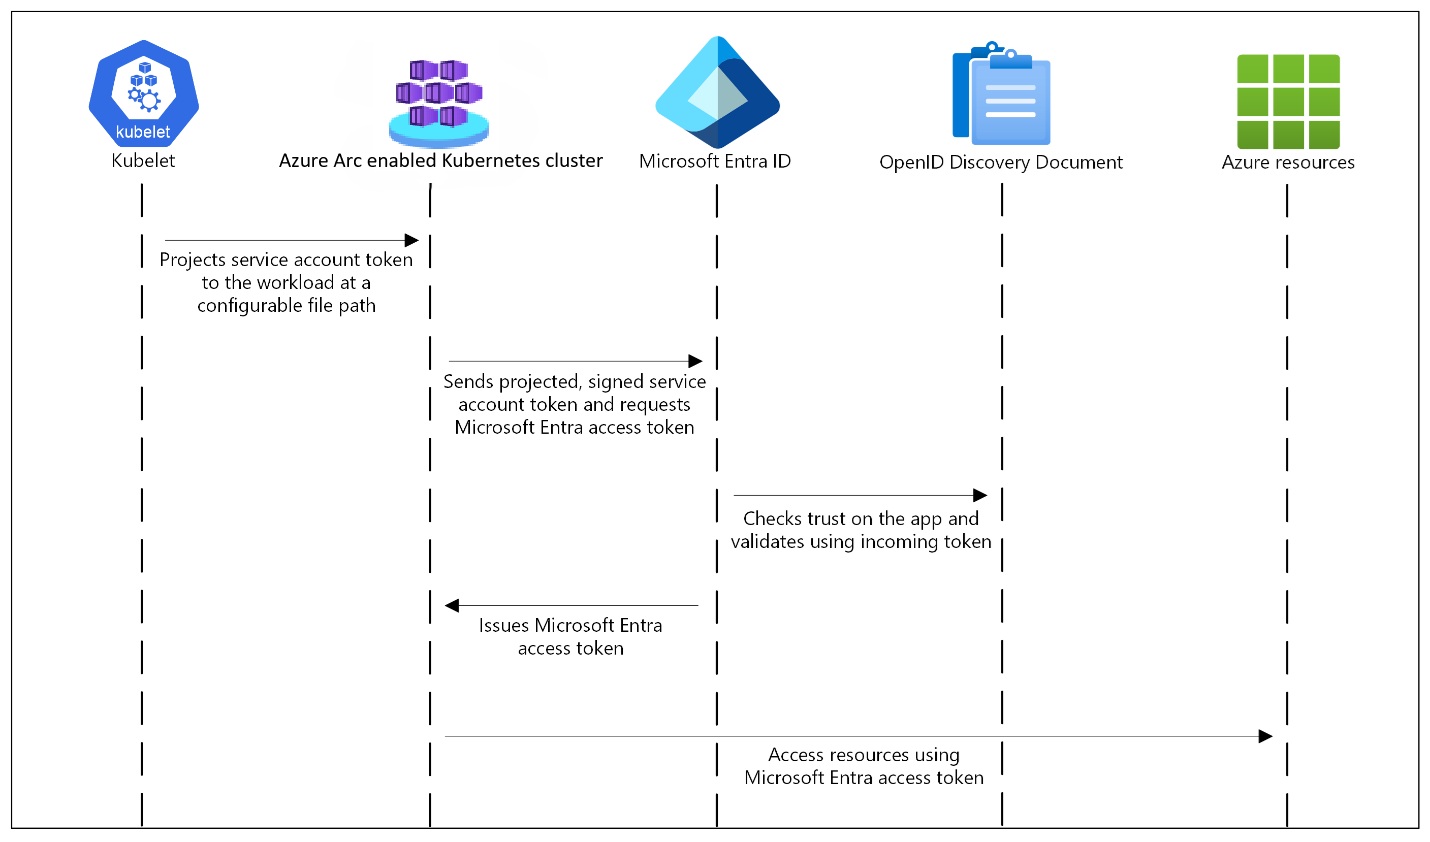 kubelet
Kubelet
Azure Arc enabled Kubernetes cluster
Microsoft Entra ID
OpenID Discovery Document
Azure resources
Projects service account token
to the workload at a
configurable file path
Sends projected, signed service
account token and requests
Microsoft Entra access token
Checks trust on the app and
validates using incoming token
Issues Microsoft Entra
access token
Access resources using
Microsoft Entra access token